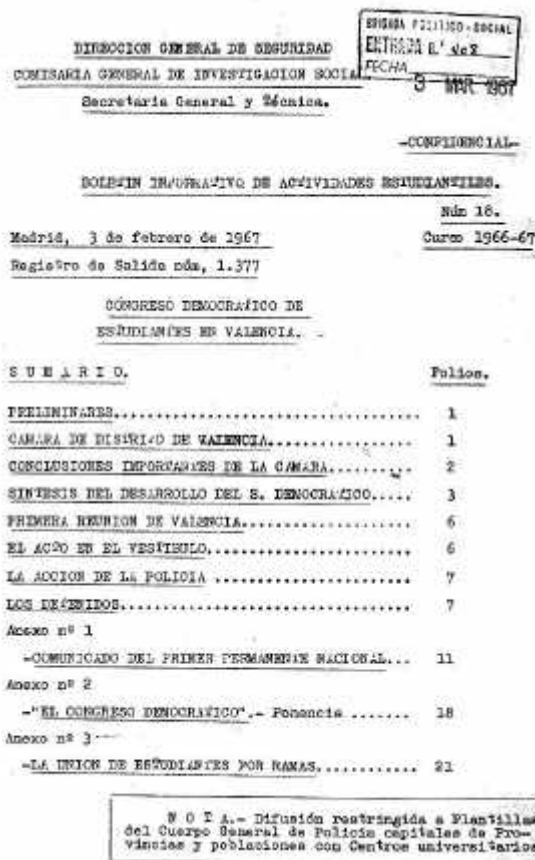 BRIGADA POLITICO-SOCIAL
DIRECCION GENERAL DE SEGURIDAD
ENTRADA N.º 408
COMISARIA GENERAL DE INVESTIGACION SOCIAL.
FECHA
3 MAR 1967
Secretaria General y Técnica.
-CONFIDENCIAL-
BOLETIN INFORMATIVO DE ACTIVIDADES ESTUDIANTILES.
Núm 16.
Madrid, 3 de febrero de 1967
Curso 1966-67
Registro de Salida núm, 1.377
CONGRESO DEMOCRATICO DE
ESTUDIANTES EN VALENCIA.
S U M A R I O.
Folios.
PRELIMINARES.................................... 1
CAMARA DE DISTRITO DE VALENCIA................. 1
CONCLUSIONES IMPORTANTES DE LA CAMARA.......... 2
SINTESIS DEL DESARROLLO DEL S. DEMOCRATICO..... 3
PRIMERA REUNION DE VALENCIA.................... 6
EL ACTO EN EL VESTIBULO........................ 6
LA ACCION DE LA POLICIA ....................... 7
LOS DETENIDOS.................................. 7
Anexo nº 1
-COMUNICADO DEL PRIMER PERMANENTE NACIONAL... 11
Anexo nº 2
-"EL CONGRESO DEMOCRATICO".- Ponencia ....... 18
Anexo nº 3
-LA UNION DE ESTUDIANTES POR RAMAS............ 21
N O T A.- Difusión restringida a Plantillas
del Cuerpo General de Policia capitales de Pro-
vincias y poblaciones con Centros universitarios